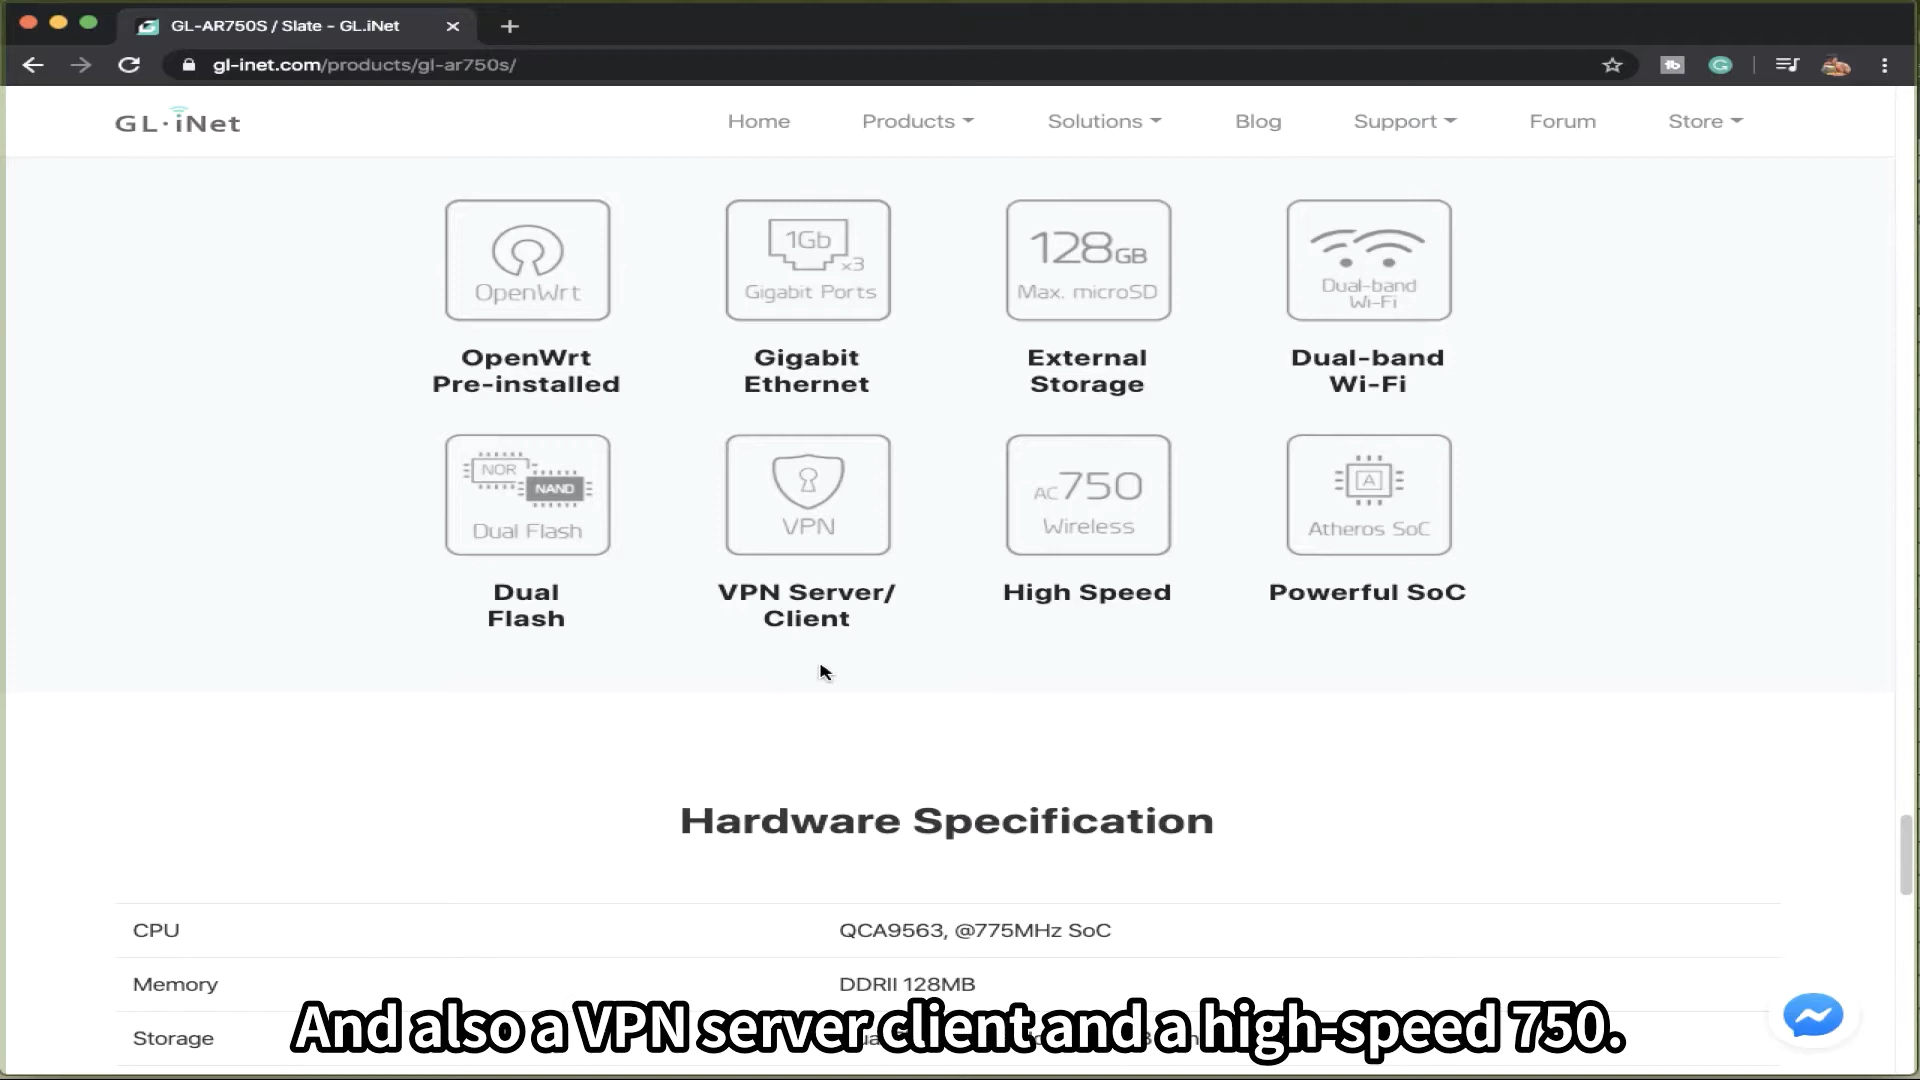 GL-AR750S / Slate - GL.iNet
gl-inet.com/products/gl-ar750s/
GL·iNet
Home
Products
Solutions
Blog
Support
Forum
Store
OpenWrt
1Gb
x3
Gigabit Ports
128GB
Max. microSD
Dual-band
Wi-Fi
OpenWrt
Pre-installed
Gigabit
Ethernet
External
Storage
Dual-band
Wi-Fi
NOR
NAND
Dual Flash
VPN
AC750
Wireless
A
Atheros SoC
Dual
Flash
VPN Server/
Client
High Speed
Powerful SoC
Hardware Specification
CPU
QCA9563, @775MHz SoC
Memory
DDRII 128MB
Storage
And also a VPN server client and a high-speed 750.